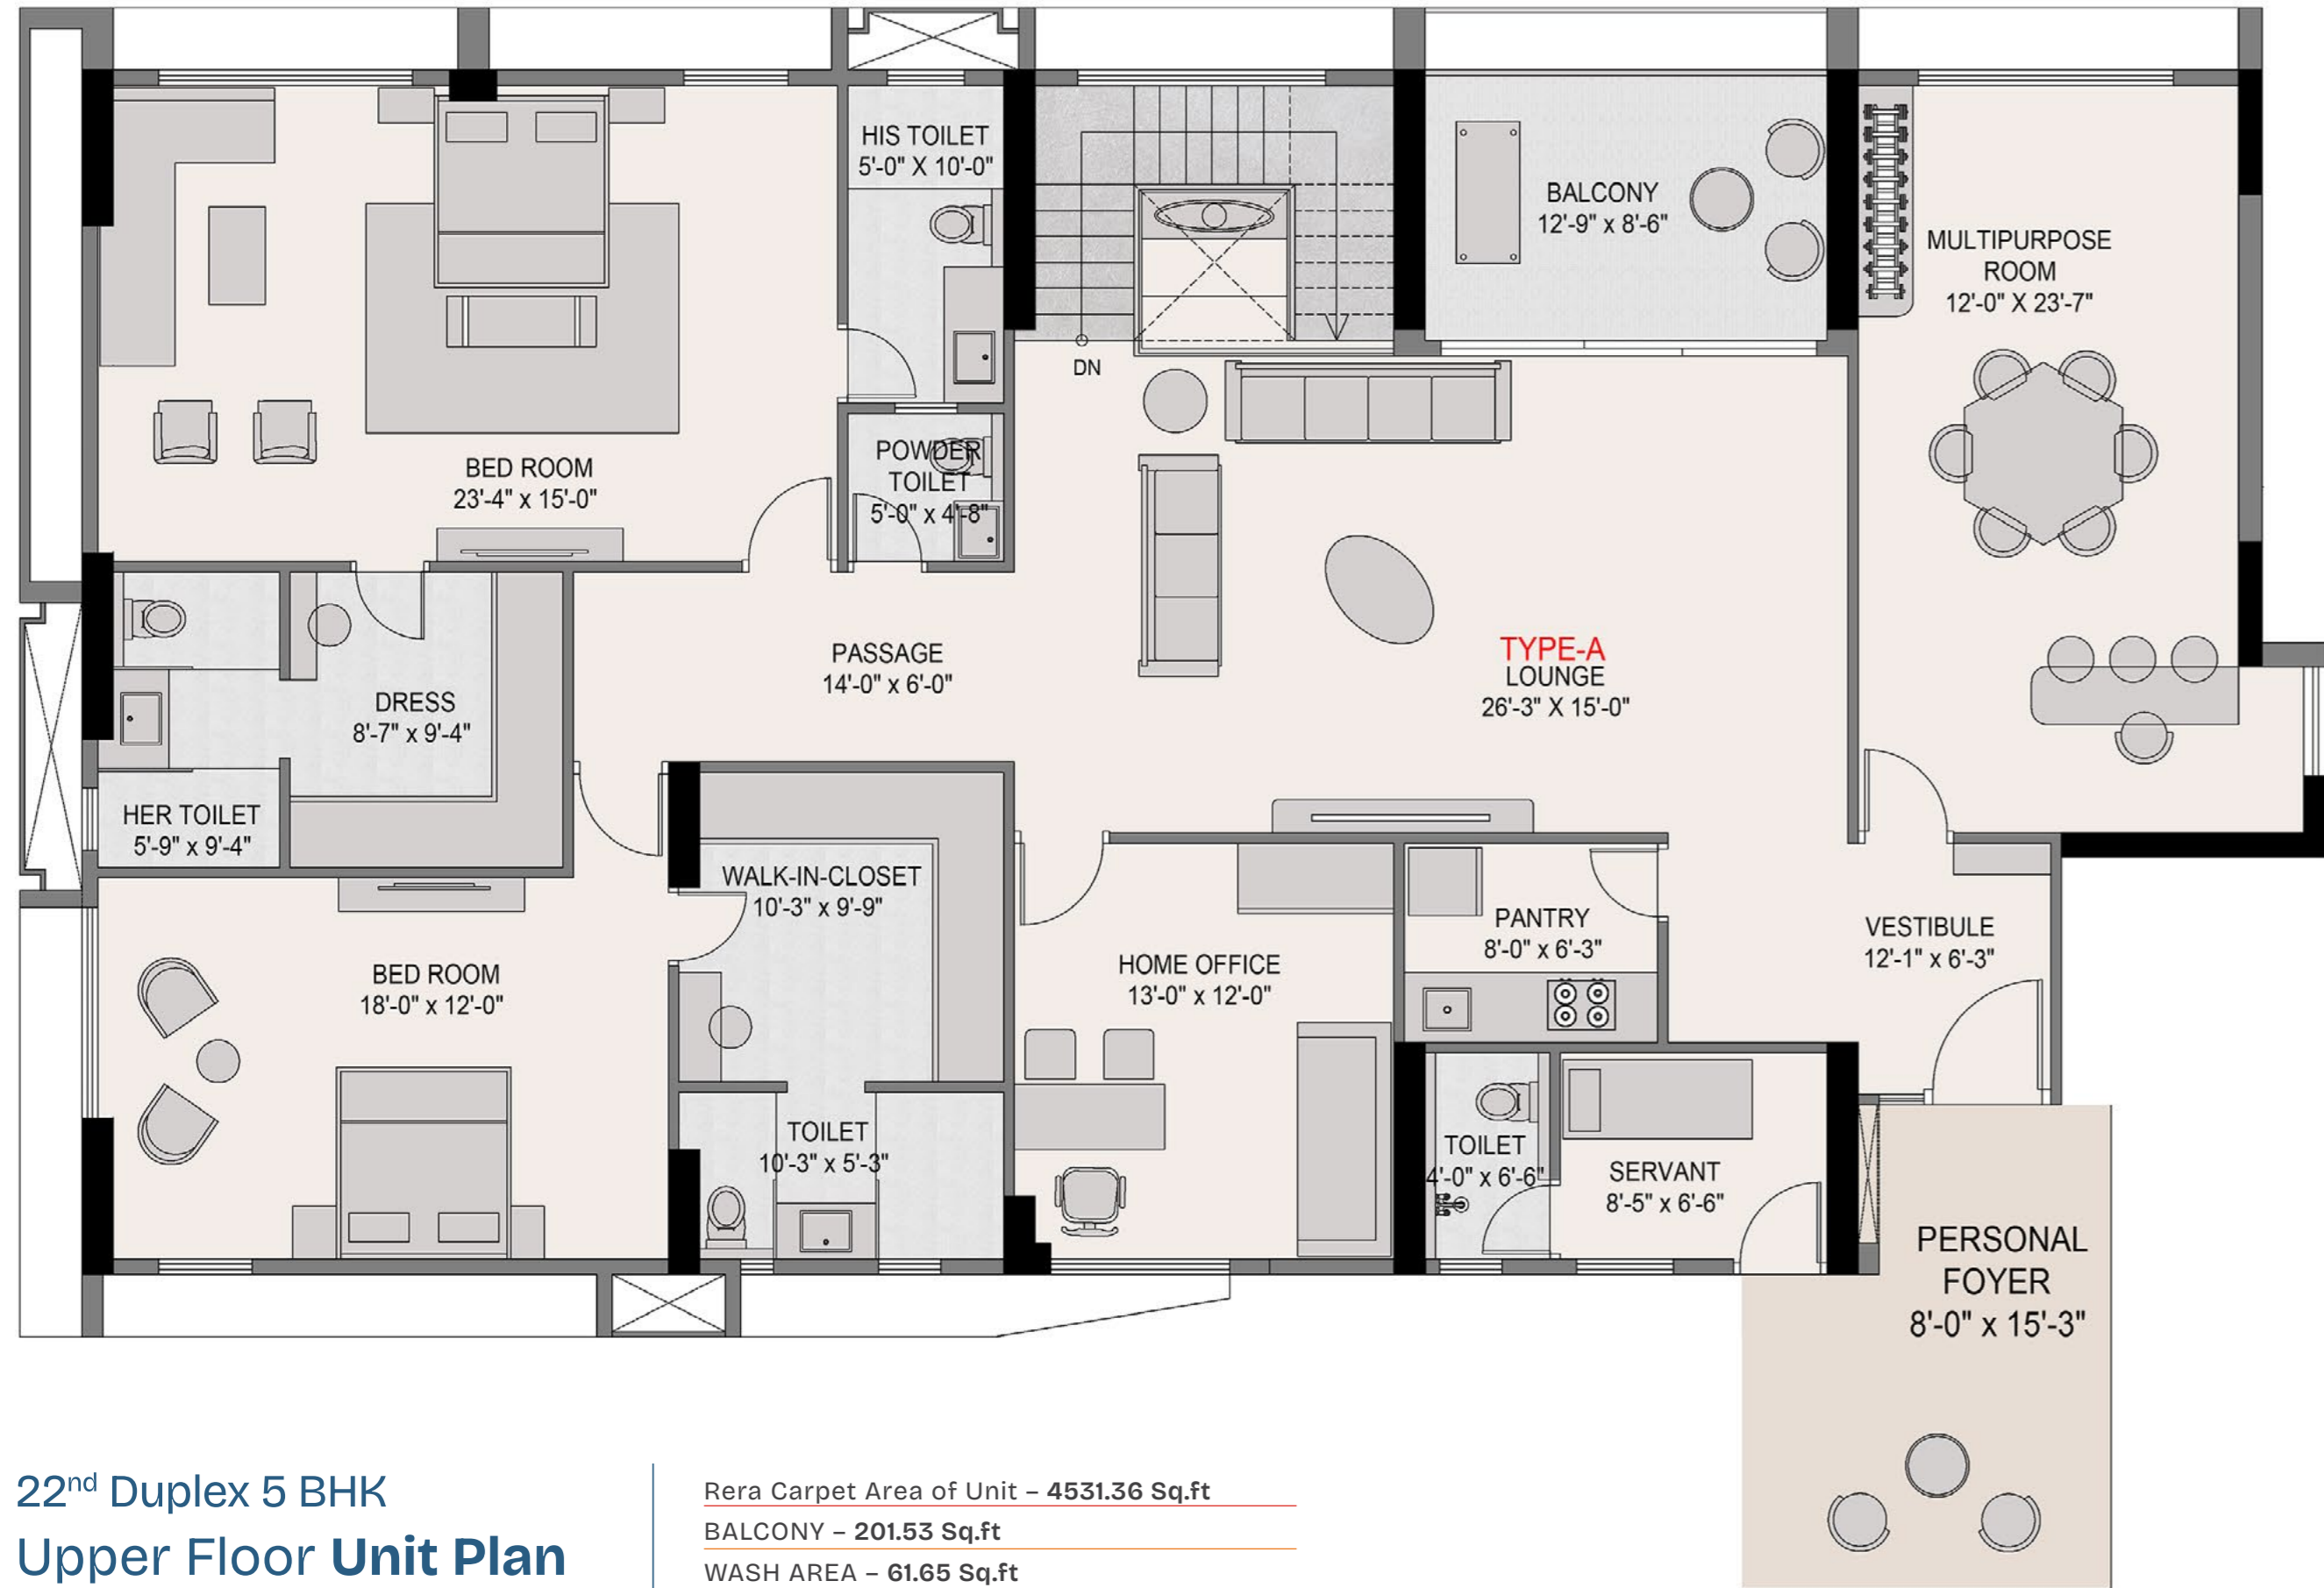 HIS TOILET
5'-0" X 10'-0"
BALCONY
12'-9" x 8'-6"
MULTIPURPOSE
ROOM
12'-0" X 23'-7"
DN
BED ROOM
23'-4" x 15'-0"
POWDER
TOILET
5'-0" x 4'-8"
PASSAGE
14'-0" x 6'-0"
TYPE-A
LOUNGE
26'-3" X 15'-0"
DRESS
8'-7" x 9'-4"
HER TOILET
5'-9" x 9'-4"
WALK-IN-CLOSET
10'-3" x 9'-9"
PANTRY
8'-0" x 6'-3"
VESTIBULE
12'-1" x 6'-3"
BED ROOM
18'-0" x 12'-0"
HOME OFFICE
13'-0" x 12'-0"
TOILET
10'-3" x 5'-3"
TOILET
4'-0" x 6'-6"
SERVANT
8'-5" x 6'-6"
PERSONAL
FOYER
8'-0" x 15'-3"
22nd Duplex 5 BHK
Upper Floor Unit Plan
Rera Carpet Area of Unit – 4531.36 Sq.ft
BALCONY – 201.53 Sq.ft
WASH AREA – 61.65 Sq.ft